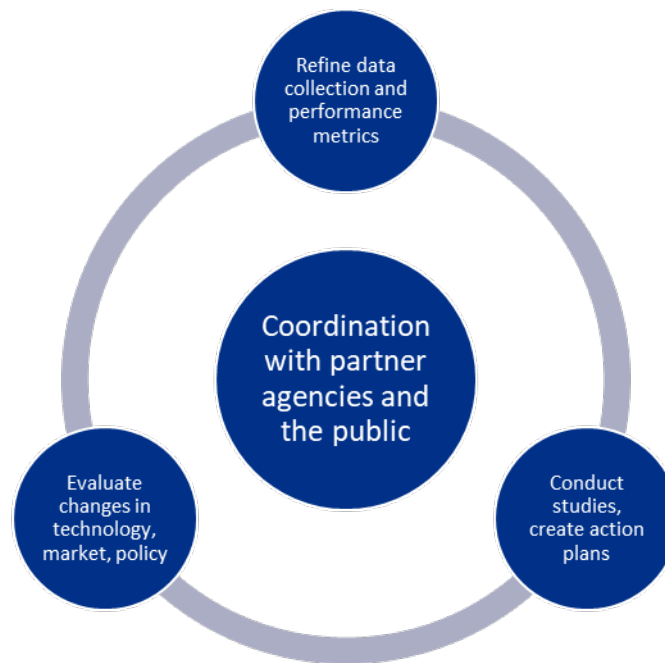 Refine data
collection and
performance
metrics
Coordination
with partner
agencies and
the public
Evaluate
changes in
technology,
market, policy
Conduct
studies,
create action
plans